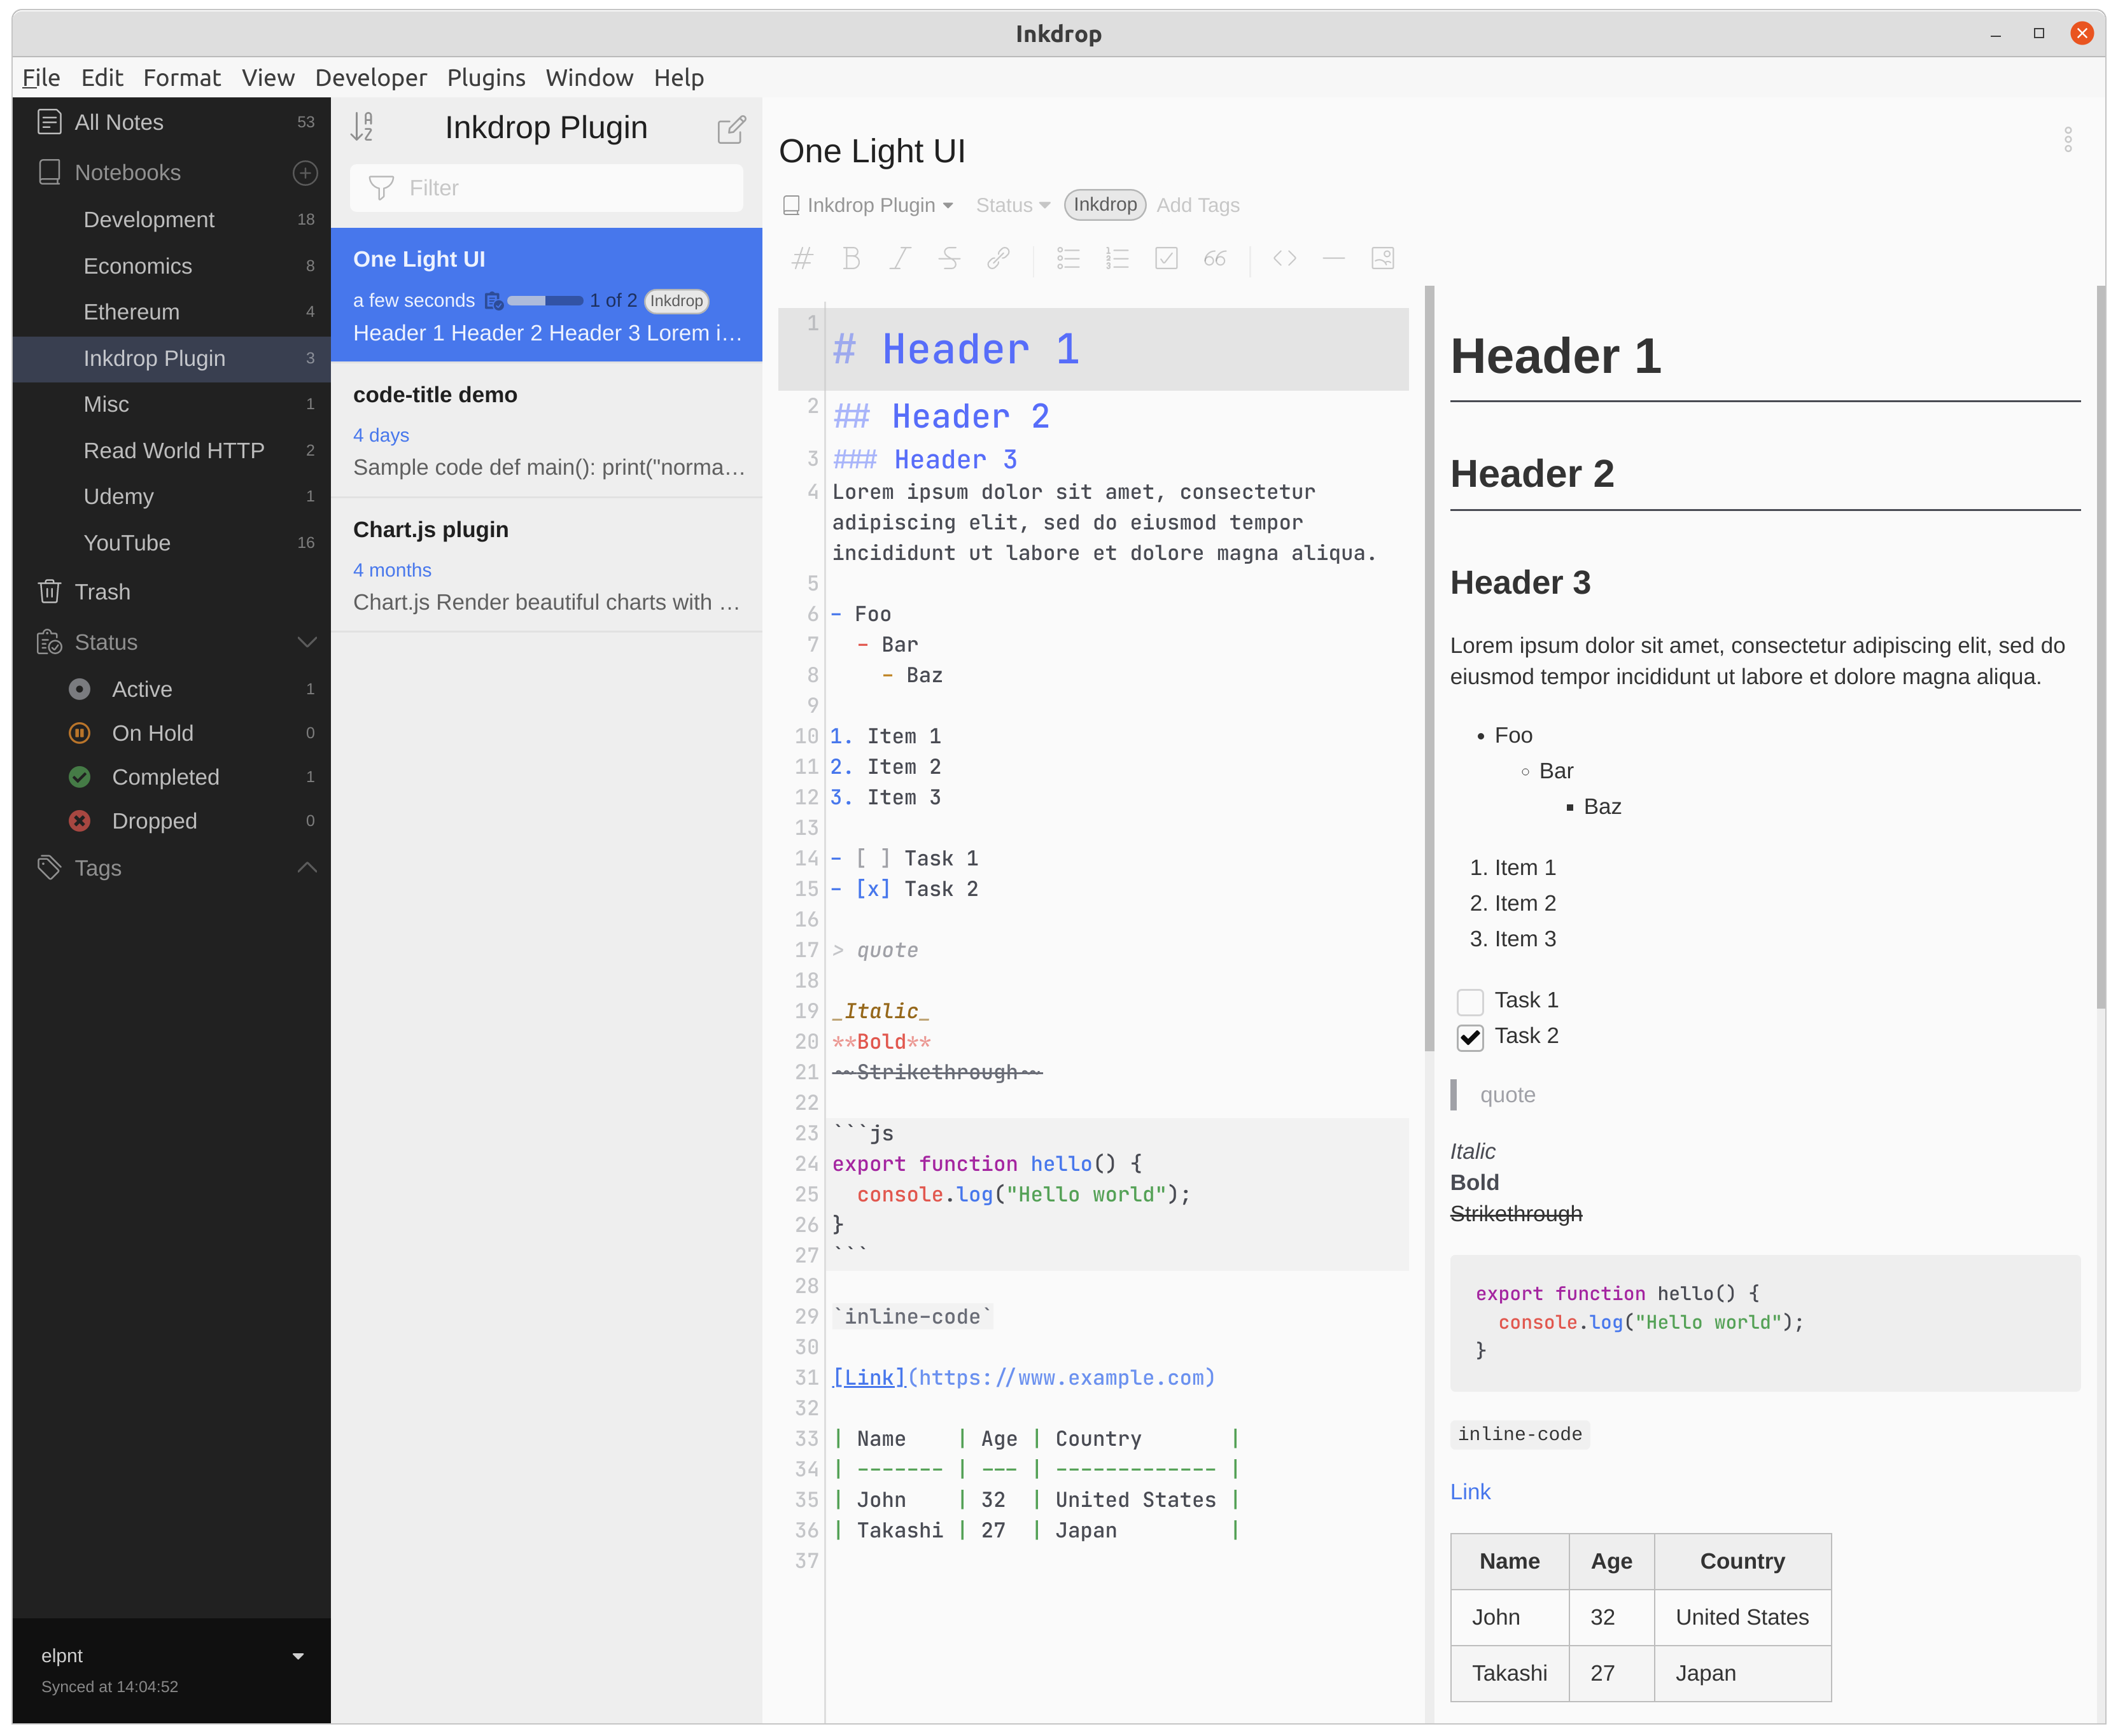 Inkdrop
File Edit Format View Developer Plugins Window Help
All Notes 53
Notebooks
Development 18
Economics 8
Ethereum 4
Inkdrop Plugin 3
Misc 1
Read World HTTP 2
Udemy 1
YouTube 16
Trash
Status
Active 1
On Hold 0
Completed 1
Dropped 0
Tags
elpnt
Synced at 14:04:52
Inkdrop Plugin
Filter
One Light UI
a few seconds 1 of 2 Inkdrop
Header 1 Header 2 Header 3 Lorem i…
code-title demo
4 days
Sample code def main(): print("norma…
Chart.js plugin
4 months
Chart.js Render beautiful charts with …
One Light UI
Inkdrop Plugin Status Inkdrop Add Tags
1 # Header 1
2 ## Header 2
3 ### Header 3
4 Lorem ipsum dolor sit amet, consectetur
adipiscing elit, sed do eiusmod tempor
incididunt ut labore et dolore magna aliqua.
5
6 - Foo
7 - Bar
8 - Baz
9
10 1. Item 1
11 2. Item 2
12 3. Item 3
13
14 - [ ] Task 1
15 - [x] Task 2
16
17 > quote
18
19 _Italic_
20 **Bold**
21 ~~Strikethrough~~
22
23 ```js
24 export function hello() {
25 console.log("Hello world");
26 }
27 ```
28
29 `inline-code`
30
31 [Link](https://www.example.com)
32
33 | Name | Age | Country |
34 | ------- | --- | ------------- |
35 | John | 32 | United States |
36 | Takashi | 27 | Japan |
37
Header 1
Header 2
Header 3
Lorem ipsum dolor sit amet, consectetur adipiscing elit, sed do
eiusmod tempor incididunt ut labore et dolore magna aliqua.
• Foo
◦ Bar
▪ Baz
1. Item 1
2. Item 2
3. Item 3
Task 1
Task 2
quote
Italic
Bold
Strikethrough
export function hello() {
console.log("Hello world");
}
inline-code
Link
Name Age Country
John 32 United States
Takashi 27 Japan